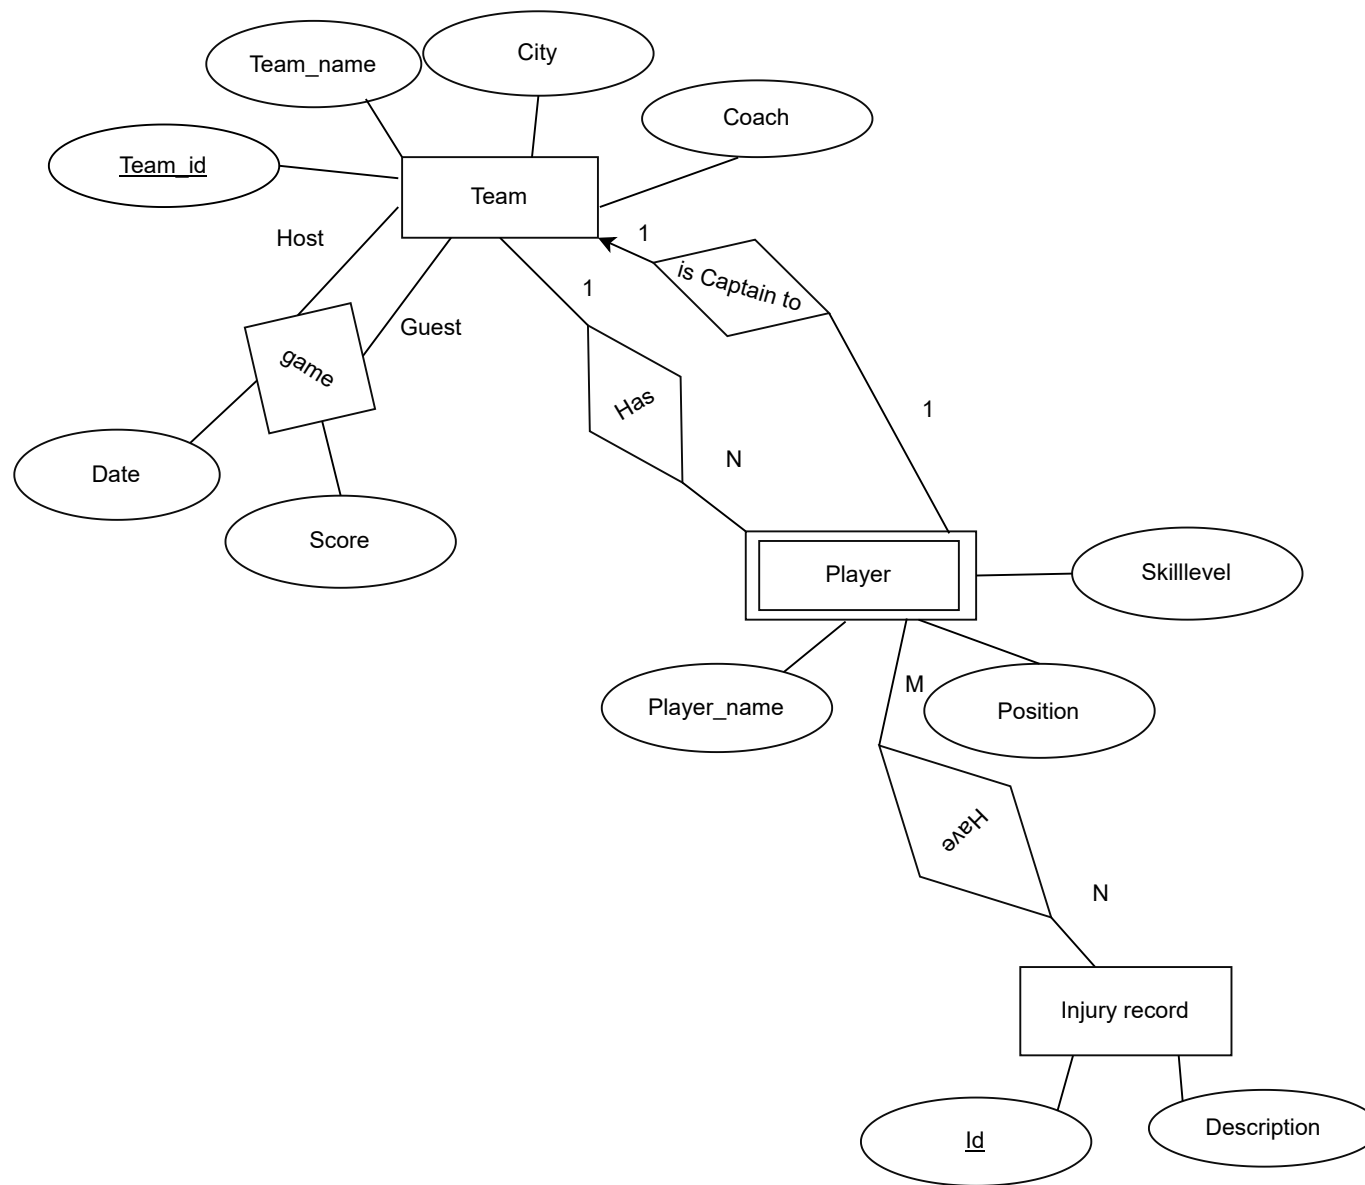 City
Team_name
Coach
Team_id
Team
Host
1
is Captain to
1
Guest
game
Has
1
N
Date
Score
Player
Skilllevel
M
Player_name
Position
Have
N
Injury record
Description
Id